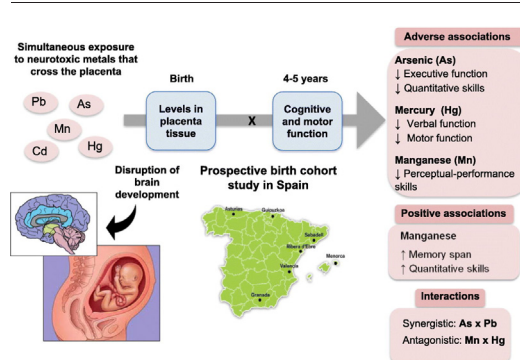 Simultaneous exposure
to neurotoxic metals that
cross the placenta
Pb
As
Mn
Cd
Hg
Birth
Levels in
placenta
tissue
X
4-5 years
Cognitive
and motor
function
Disruption of
brain
development
Prospective birth cohort
study in Spain
Asturias
Guipuzkoa
Sabadell
Ribera d'Ebre
Menorca
Valencia
Granada
Adverse associations
Arsenic (As)
↓ Executive function
↓ Quantitative skills
Mercury (Hg)
↓ Verbal function
↓ Motor function
Manganese (Mn)
↓ Perceptual-performance
skills
Positive associations
Manganese
↑ Memory span
↑ Quantitative skills
Interactions
Synergistic: As x Pb
Antagonistic: Mn x Hg